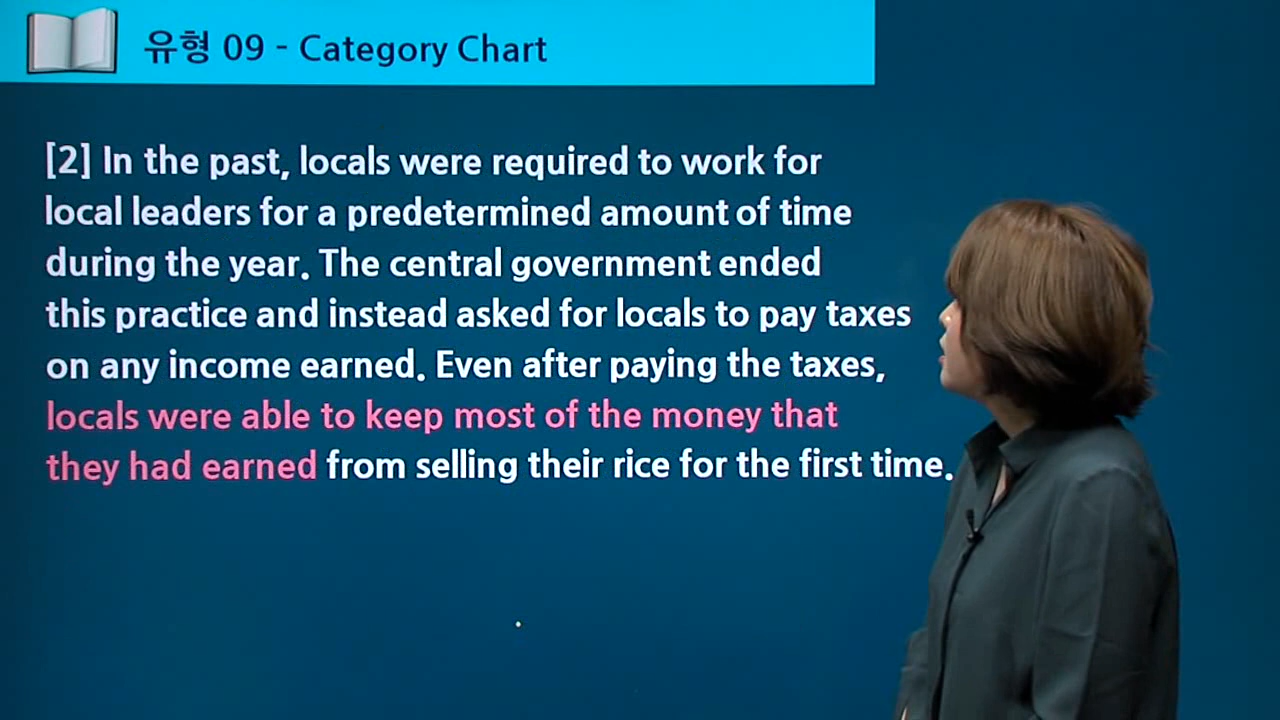 유형 09 - Category Chart
[2] In the past, locals were required to work for
local leaders for a predetermined amount of time
during the year. The central government ended
this practice and instead asked for locals to pay taxes
on any income earned. Even after paying the taxes,
locals were able to keep most of the money that
they had earned from selling their rice for the first time.